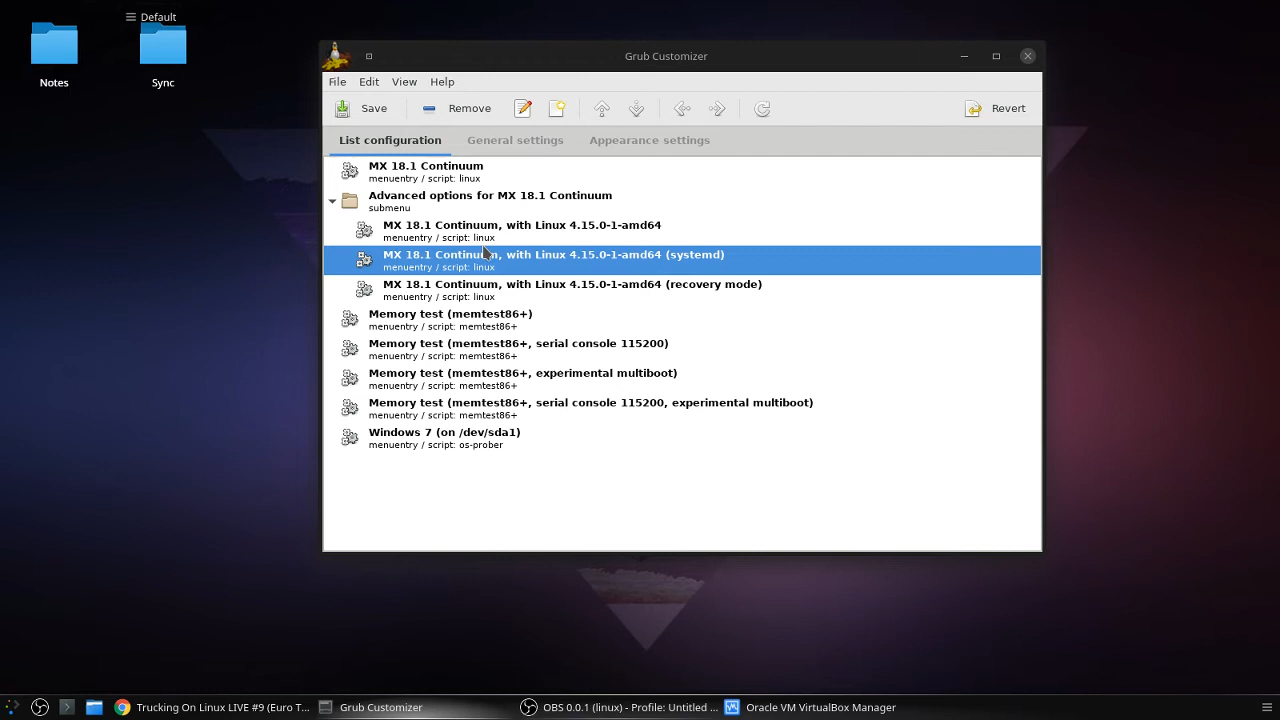 Default
Notes
Sync
Grub Customizer
File Edit View Help
Save Remove Revert
List configuration General settings Appearance settings
MX 18.1 Continuum
menuentry / script: linux
Advanced options for MX 18.1 Continuum
submenu
MX 18.1 Continuum, with Linux 4.15.0-1-amd64
menuentry / script: linux
MX 18.1 Continuum, with Linux 4.15.0-1-amd64 (systemd)
menuentry / script: linux
MX 18.1 Continuum, with Linux 4.15.0-1-amd64 (recovery mode)
menuentry / script: linux
Memory test (memtest86+)
menuentry / script: memtest86+
Memory test (memtest86+, serial console 115200)
menuentry / script: memtest86+
Memory test (memtest86+, experimental multiboot)
menuentry / script: memtest86+
Memory test (memtest86+, serial console 115200, experimental multiboot)
menuentry / script: memtest86+
Windows 7 (on /dev/sda1)
menuentry / script: os-prober
Trucking On Linux LIVE #9 (Euro T... Grub Customizer OBS 0.0.1 (linux) - Profile: Untitled ... Oracle VM VirtualBox Manager